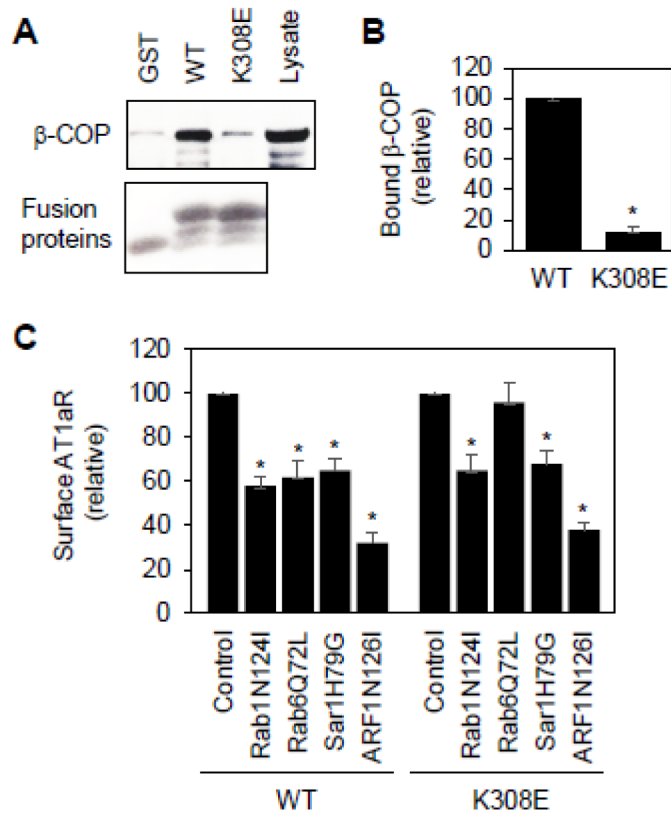 A
GST
WT
K308E
Lysate
β-COP
Fusion
proteins
B
Bound β-COP
(relative)
120
100
80
60
40
20
0
*
WT K308E
C
Surface AT1aR
(relative)
120
100
80
60
40
20
0
* * * *
* * *
Control
Rab1N124I
Rab6Q72L
Sar1H79G
ARF1N126I
Control
Rab1N124I
Rab6Q72L
Sar1H79G
ARF1N126I
WT
K308E